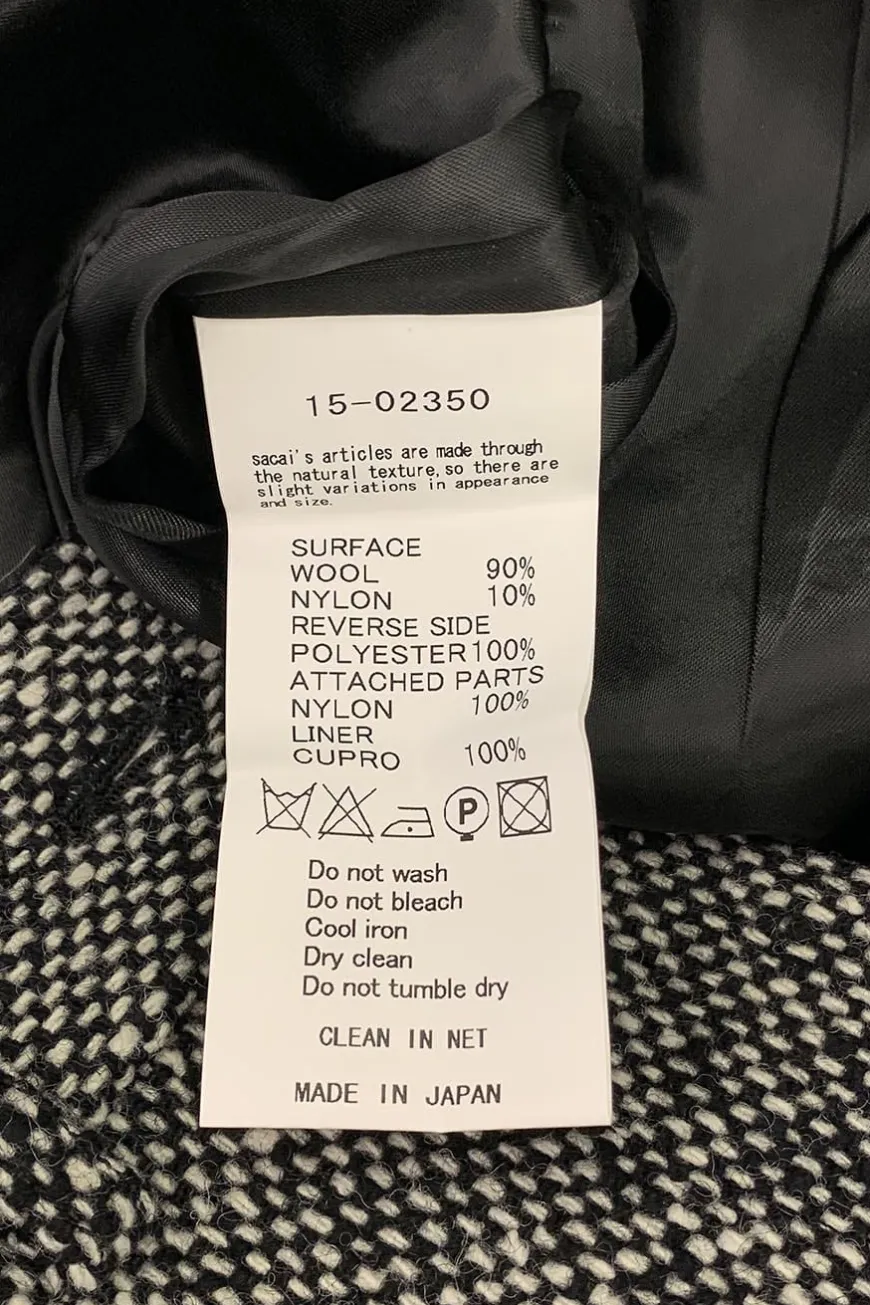 15-02350
sacai's articles are made through
the natural texture, so there are
slight variations in appearance
and size.
SURFACE
WOOL 90%
NYLON 10%
REVERSE SIDE
POLYESTER 100%
ATTACHED PARTS
NYLON 100%
LINER
CUPRO 100%
P
Do not wash
Do not bleach
Cool iron
Dry clean
Do not tumble dry
CLEAN IN NET
MADE IN JAPAN